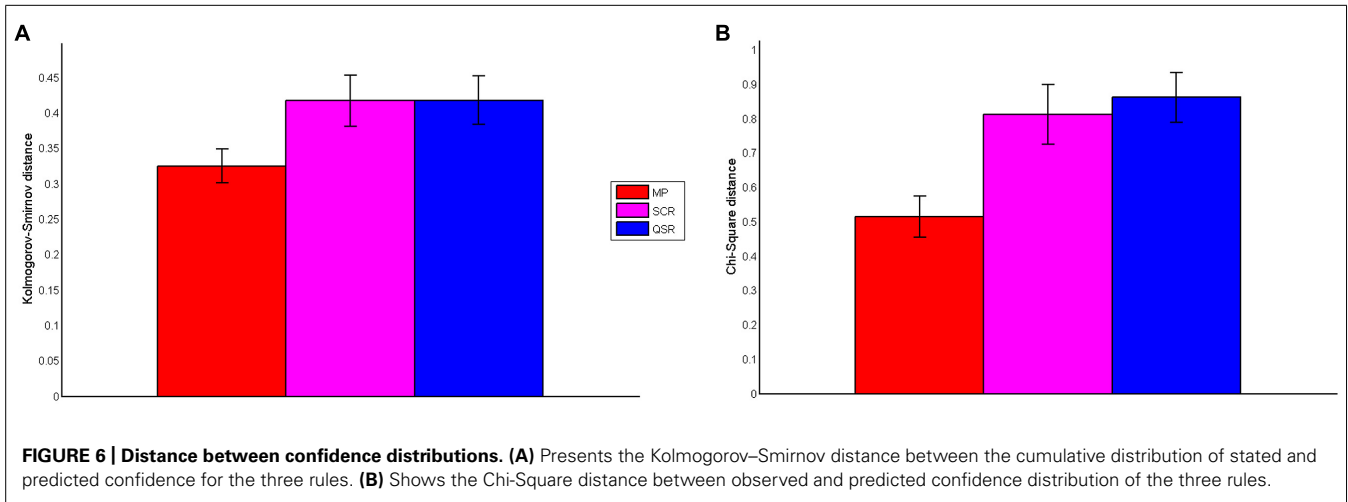 A
B
0.45
0.4
0.35
0.3
0.25
0.2
0.15
0.1
0.05
0
Kolmogorov-Smirnov distance
MP
SCR
QSR
1
0.9
0.8
0.7
0.6
0.5
0.4
0.3
0.2
0.1
0
Chi-Square distance
FIGURE 6 | Distance between confidence distributions. (A) Presents the Kolmogorov–Smirnov distance between the cumulative distribution of stated and
predicted confidence for the three rules. (B) Shows the Chi-Square distance between observed and predicted confidence distribution of the three rules.